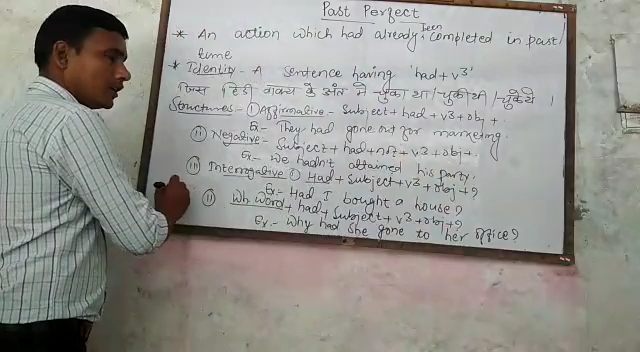 Past Perfect
* An action which had already been completed in past
time
* Identity - A sentence having 'had+v3'
जिस हिंदी वाक्य के अंत में चुका था/चुकी थी/चुके थे।
Structures - (i) Affirmative - Subject + had + v3 + obj +.
Ex - They had gone out for marketing.
(ii) Negative - Subject + had + not + v3 + obj +.
Ex - We hadn't obtained his party.
(iii) Interrogative (i) Had + Subject + v3 + obj + ?
Ex - Had I bought a house?
(ii) Wh word + had + subject + v3 + obj + ?
Ex - Why had she gone to her office?